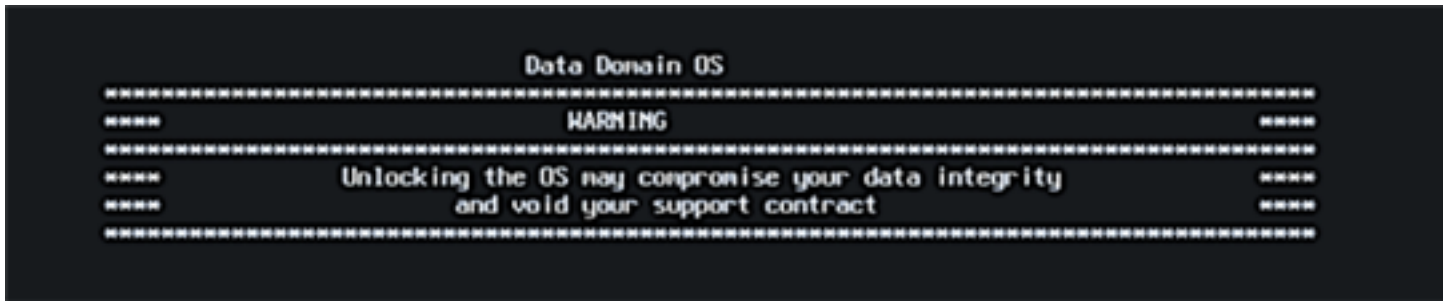 Data Domain OS
**************************************************************************************
**** WARNING ****
**************************************************************************************
**** Unlocking the OS may compromise your data integrity ****
**** and void your support contract ****
**************************************************************************************